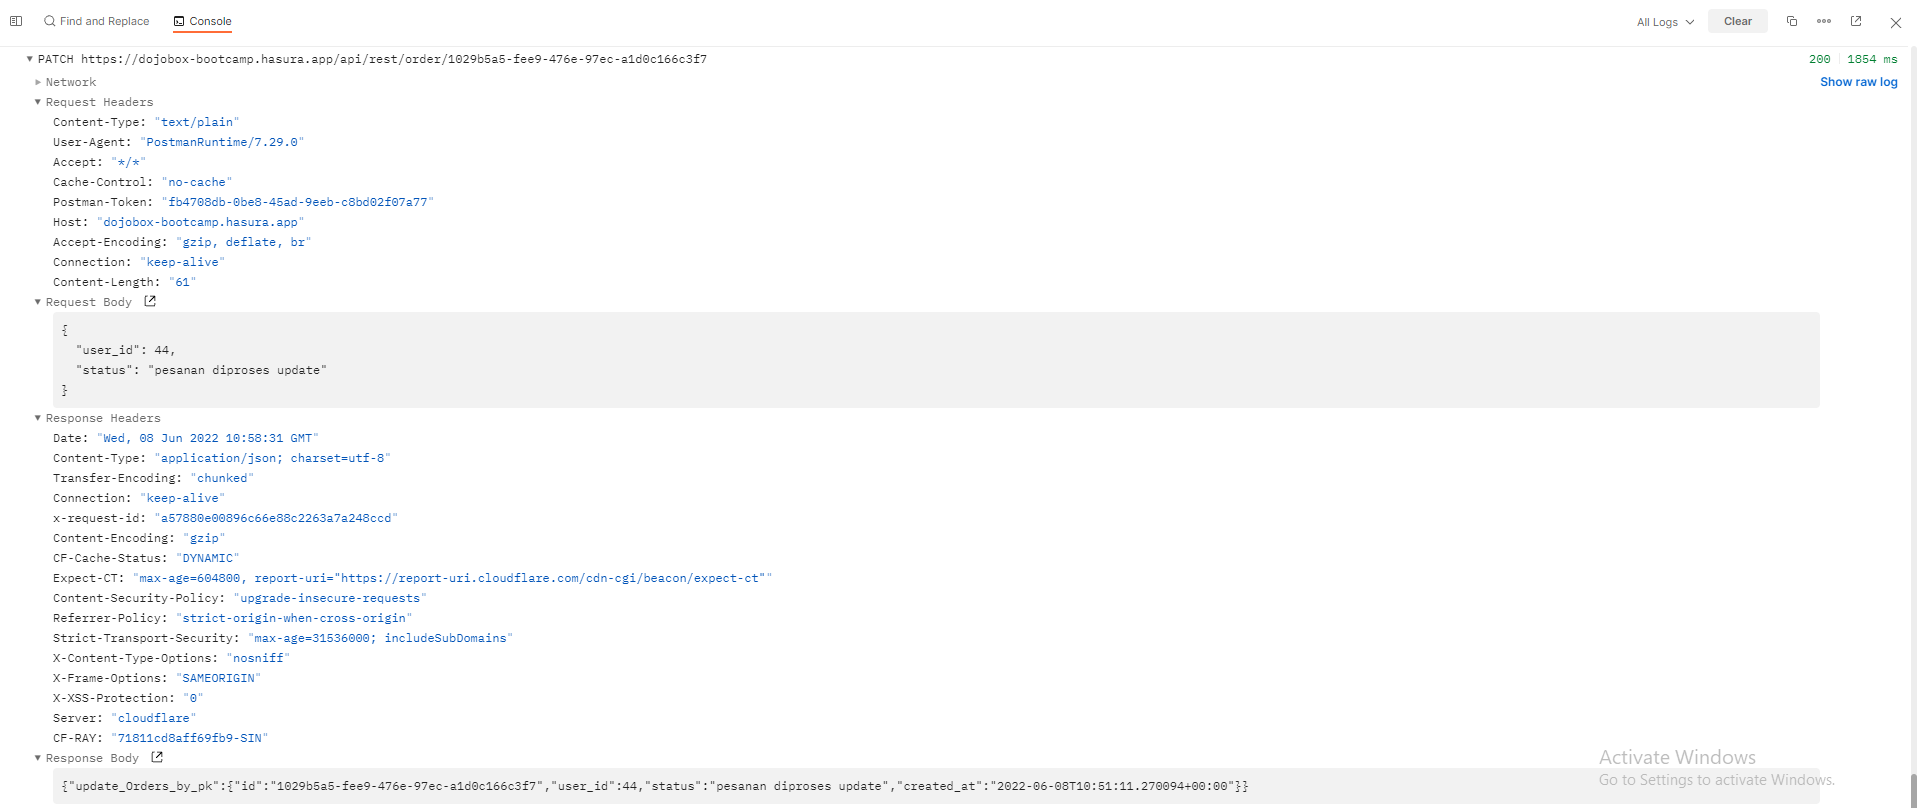 Find and Replace Console All Logs Clear
PATCH https://dojobox-bootcamp.hasura.app/api/rest/order/1029b5a5-fee9-476e-97ec-a1d0c166c3f7 200 1854 ms
Network Show raw log
Request Headers
Content-Type: "text/plain"
User-Agent: "PostmanRuntime/7.29.0"
Accept: "*/*"
Cache-Control: "no-cache"
Postman-Token: "fb4708db-0be8-45ad-9eeb-c8bd02f07a77"
Host: "dojobox-bootcamp.hasura.app"
Accept-Encoding: "gzip, deflate, br"
Connection: "keep-alive"
Content-Length: "61"
Request Body
{
"user_id": 44,
"status": "pesanan diproses update"
}
Response Headers
Date: "Wed, 08 Jun 2022 10:58:31 GMT"
Content-Type: "application/json; charset=utf-8"
Transfer-Encoding: "chunked"
Connection: "keep-alive"
x-request-id: "a57880e00896c66e88c2263a7a248ccd"
Content-Encoding: "gzip"
CF-Cache-Status: "DYNAMIC"
Expect-CT: "max-age=604800, report-uri="https://report-uri.cloudflare.com/cdn-cgi/beacon/expect-ct""
Content-Security-Policy: "upgrade-insecure-requests"
Referrer-Policy: "strict-origin-when-cross-origin"
Strict-Transport-Security: "max-age=31536000; includeSubDomains"
X-Content-Type-Options: "nosniff"
X-Frame-Options: "SAMEORIGIN"
X-XSS-Protection: "0"
Server: "cloudflare"
CF-RAY: "71811cd8aff69fb9-SIN"
Response Body
{"update_Orders_by_pk":{"id":"1029b5a5-fee9-476e-97ec-a1d0c166c3f7","user_id":44,"status":"pesanan diproses update","created_at":"2022-06-08T10:51:11.270094+00:00"}}
Activate Windows
Go to Settings to activate Windows.